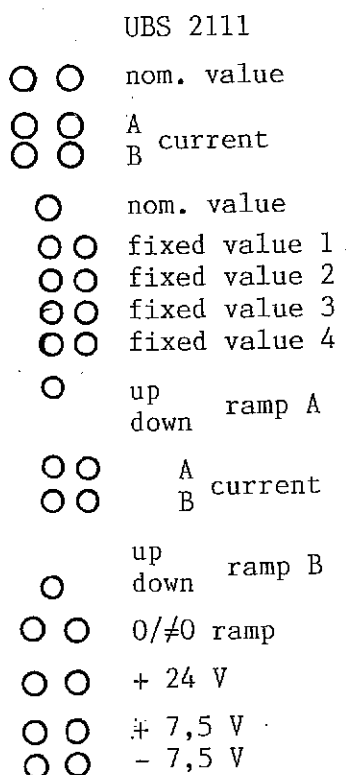 UBS 2111
nom. value
A
B current
nom. value
fixed value 1
fixed value 2
fixed value 3
fixed value 4
up
down ramp A
A
B current
up
down ramp B
0/≠0 ramp
+ 24 V
+ 7,5 V
- 7,5 V